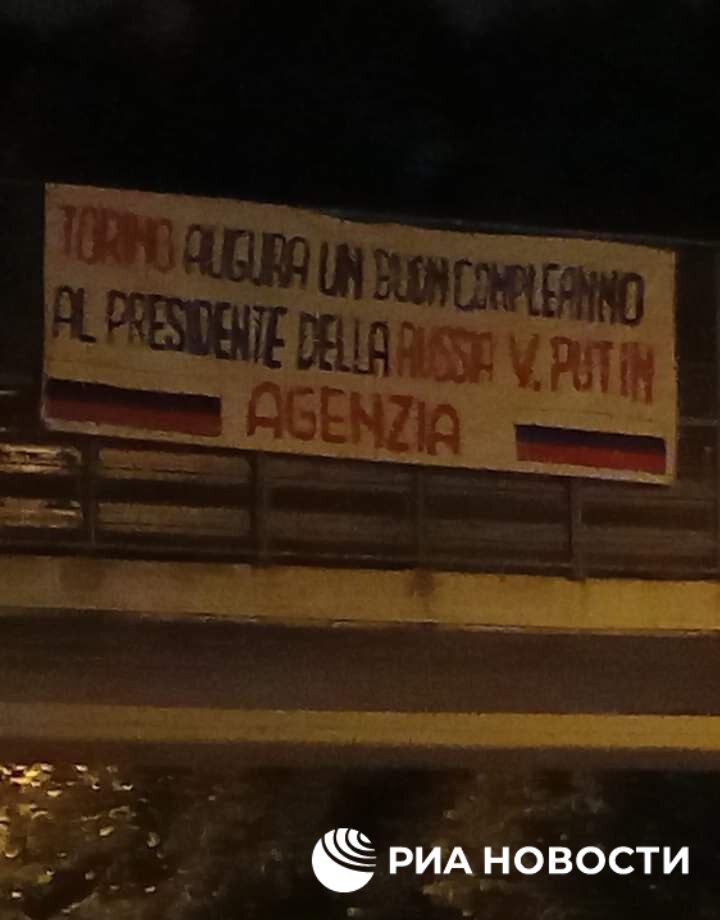 TORINO AUGURA UN BUON COMPLEANNO
AL PRESIDENTE DELLA RUSSIA V. PUTIN
AGENZIA
РИА НОВОСТИ